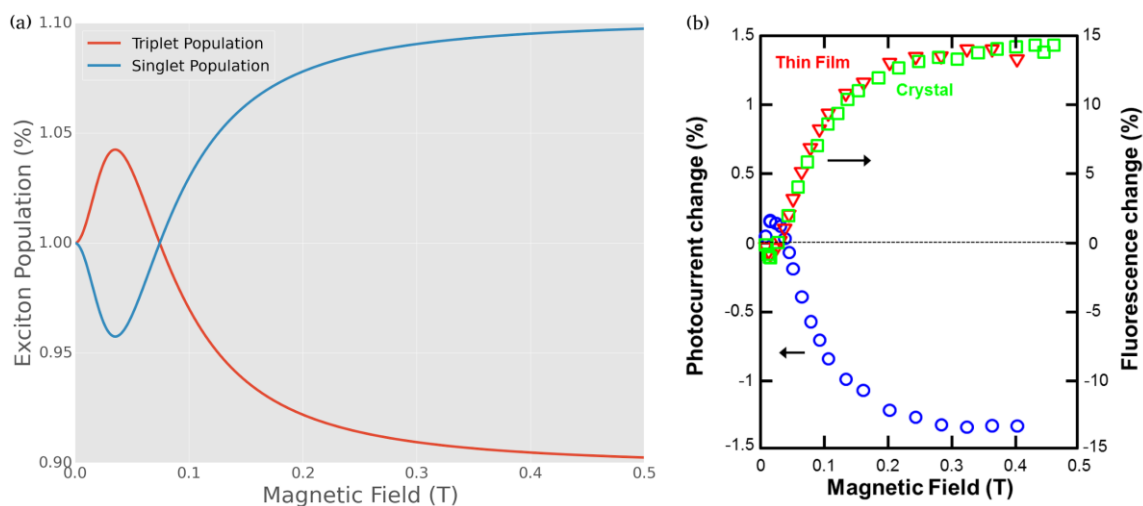 (a)
Triplet Population
Singlet Population
Exciton Population (%)
1.10
1.05
1.00
0.95
0.90
0.0
0.1
0.2
0.3
0.4
0.5
Magnetic Field (T)
(b)
Thin Film
Crystal
Photocurrent change (%)
1.5
1
0.5
0
-0.5
-1
-1.5
Fluorescence change (%)
15
10
5
0
-5
-10
-15
0
0.1
0.2
0.3
0.4
0.5
Magnetic Field (T)